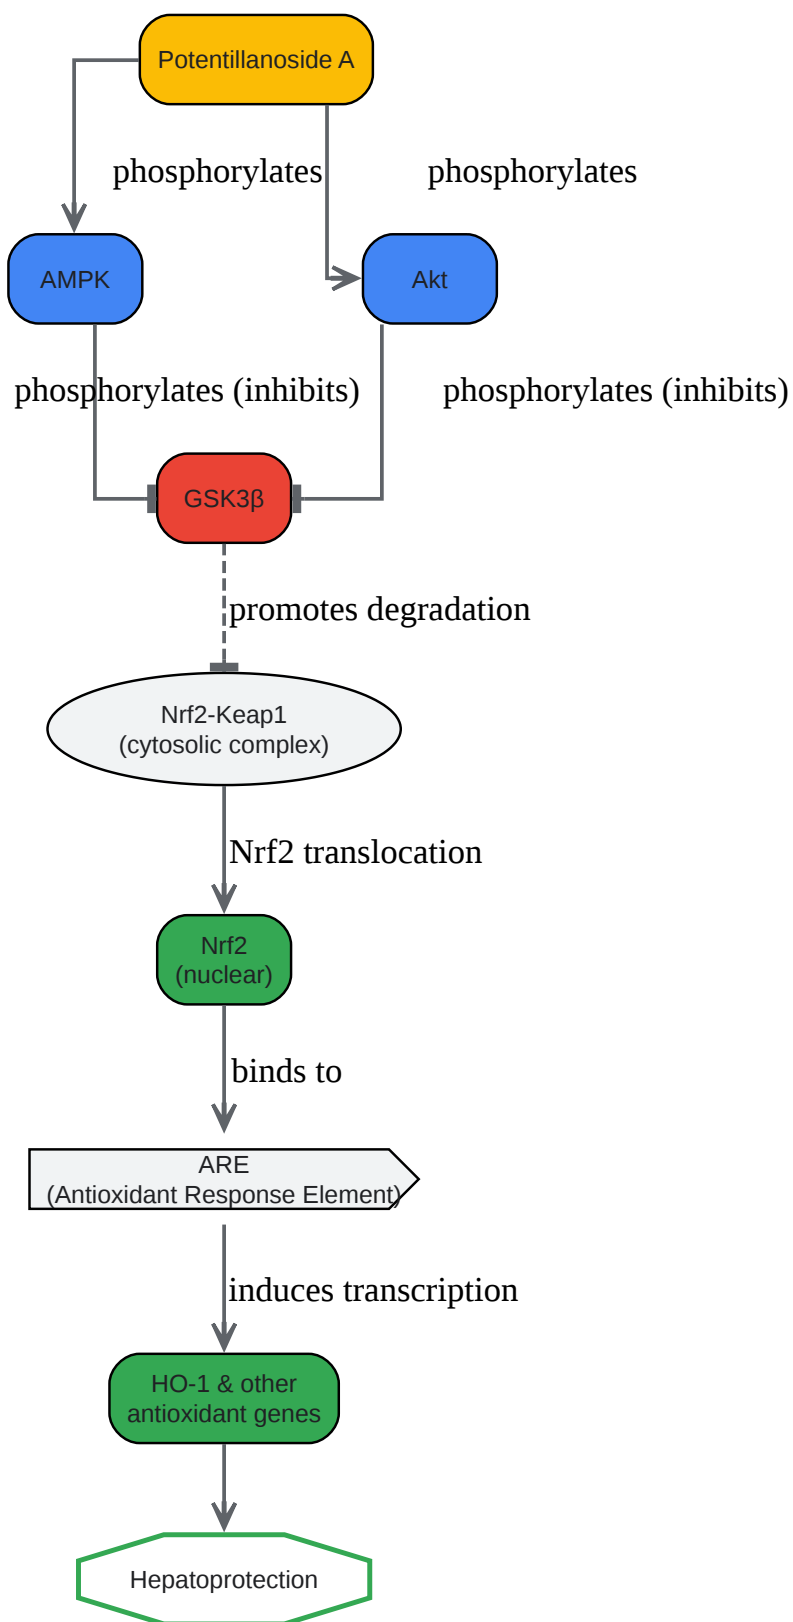 Potentillanoside A
phosphorylates
phosphorylates
AMPK
Akt
phosphorylates (inhibits)
phosphorylates (inhibits)
GSK3β
promotes degradation
Nrf2-Keap1
(cytosolic complex)
Nrf2 translocation
Nrf2
(nuclear)
binds to
ARE
(Antioxidant Response Element)
induces transcription
HO-1 & other
antioxidant genes
Hepatoprotection